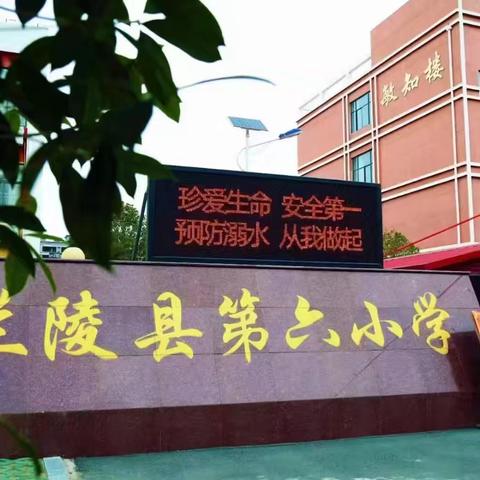 敏知楼
珍爱生命 安全第一
预防溺水 从我做起
兰陵县第六小学